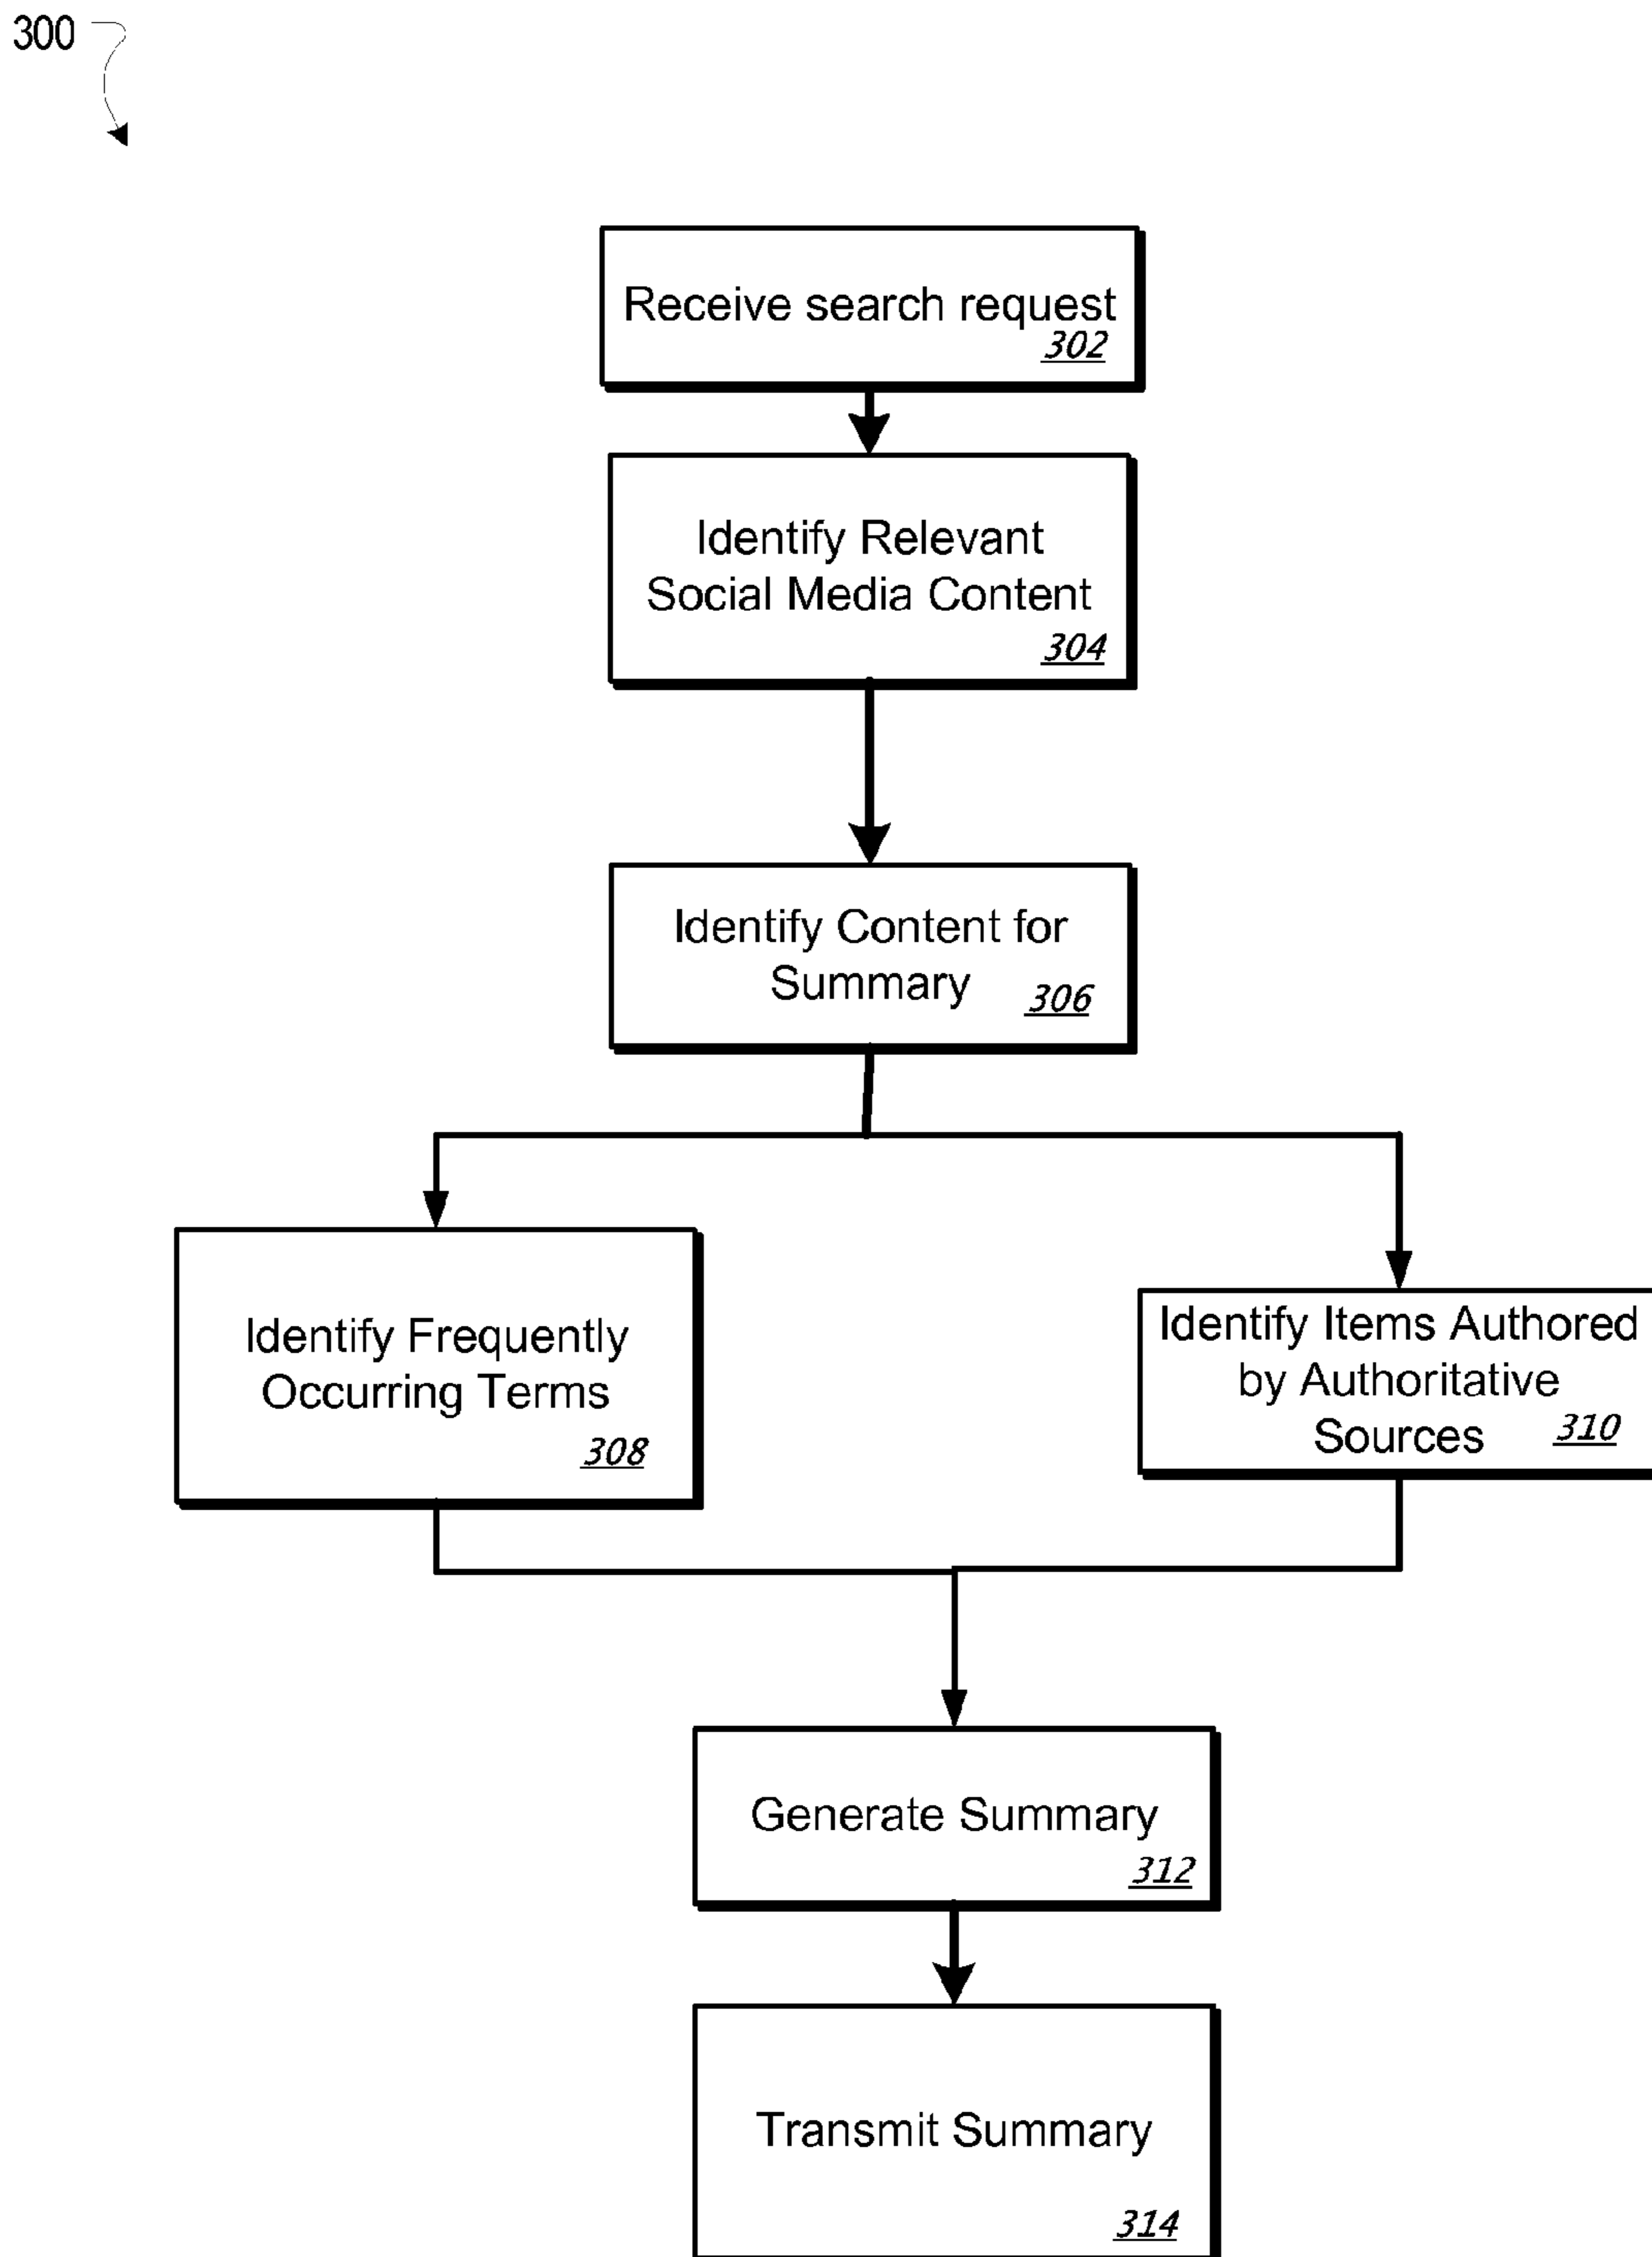 300
Receive search request
302
Identify Relevant
Social Media Content
304
Identify Content for
Summary 306
Identify Frequently
Occurring Terms
308
Identify Items Authored
by Authoritative
Sources 310
Generate Summary
312
Transmit Summary
314